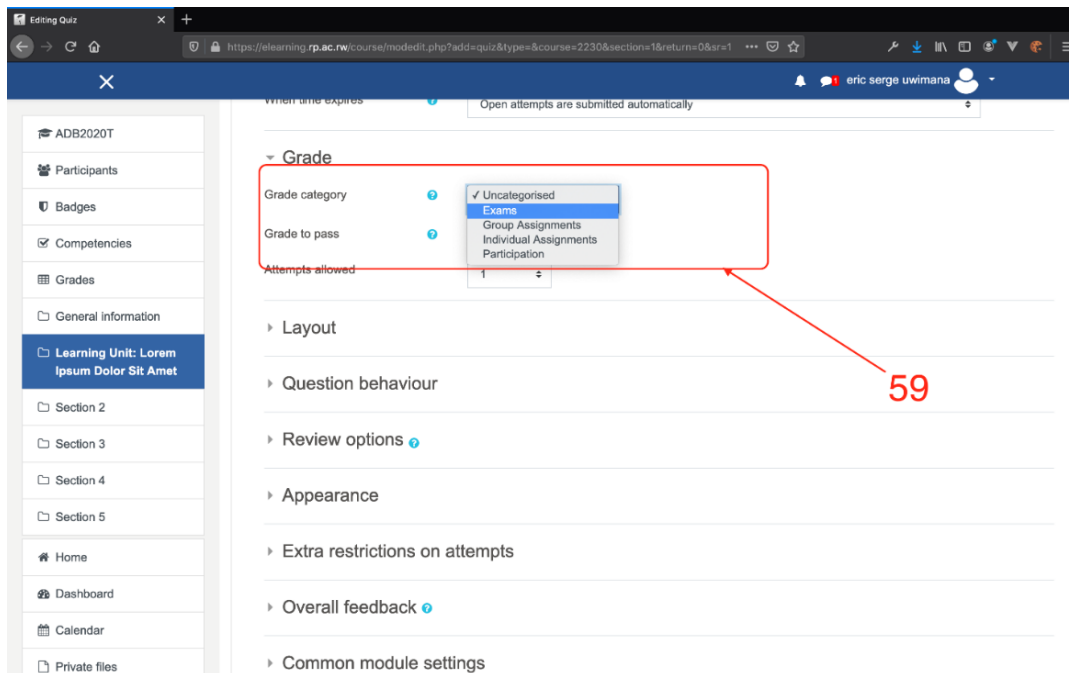 Editing Quiz
https://elearning.rp.ac.rw/course/modedit.php?add=quiz&type=&course=2230&section=1&return=0&sr=1
1 eric serge uwimana
When time expires
Open attempts are submitted automatically
ADB2020T
Participants
Badges
Competencies
Grades
General information
Learning Unit: Lorem
Ipsum Dolor Sit Amet
Section 2
Section 3
Section 4
Section 5
Home
Dashboard
Calendar
Private files
Grade
Grade category
✓ Uncategorised
Exams
Group Assignments
Individual Assignments
Participation
Grade to pass
Attempts allowed
1
59
Layout
Question behaviour
Review options
Appearance
Extra restrictions on attempts
Overall feedback
Common module settings